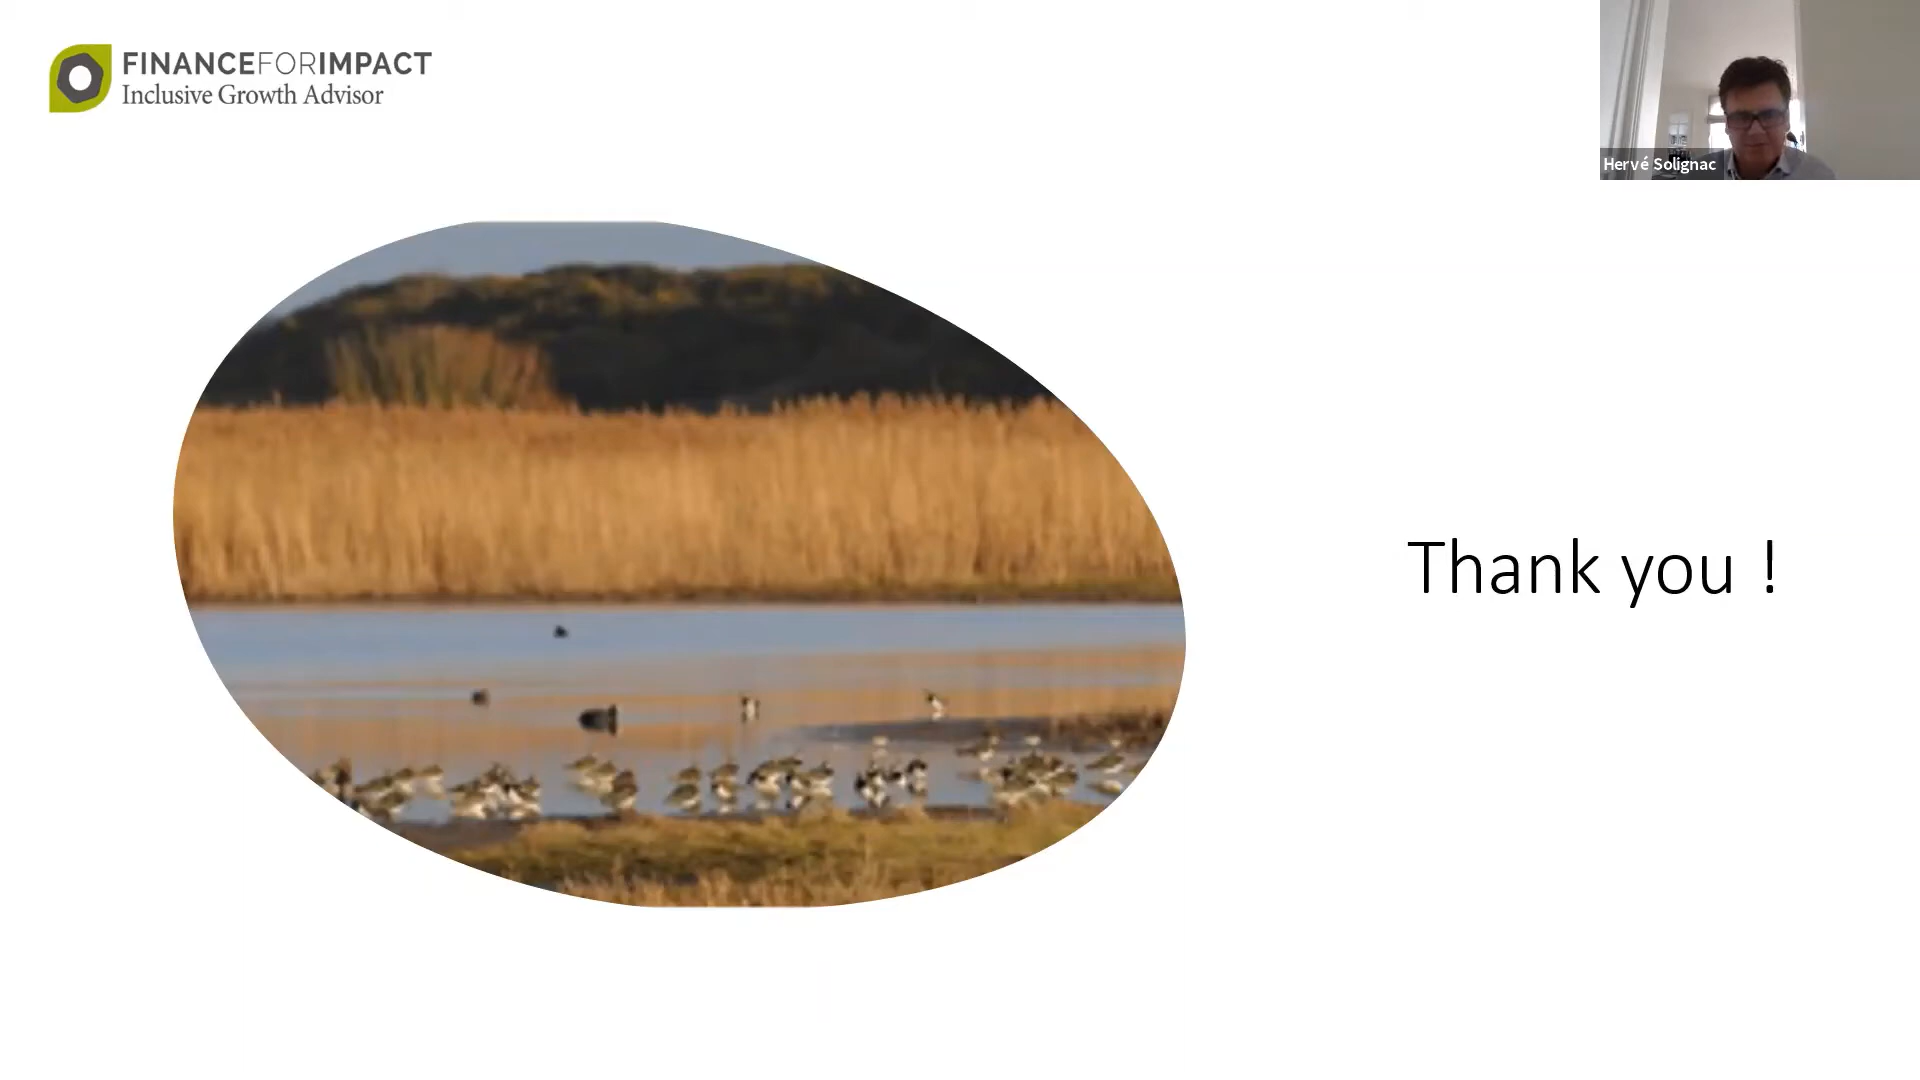 FINANCEFORIMPACT
Inclusive Growth Advisor
Hervé Solignac
Thank you !